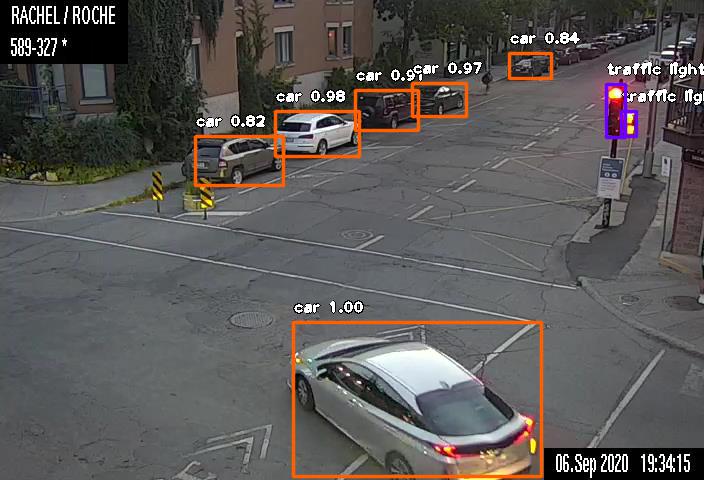 RACHEL / ROCHE
589-327 *
car 0.84
car 0.97
car 0.91
traffic light
traffic light
car 0.98
car 0.82
car 1.00
06.Sep 2020 19:34:15